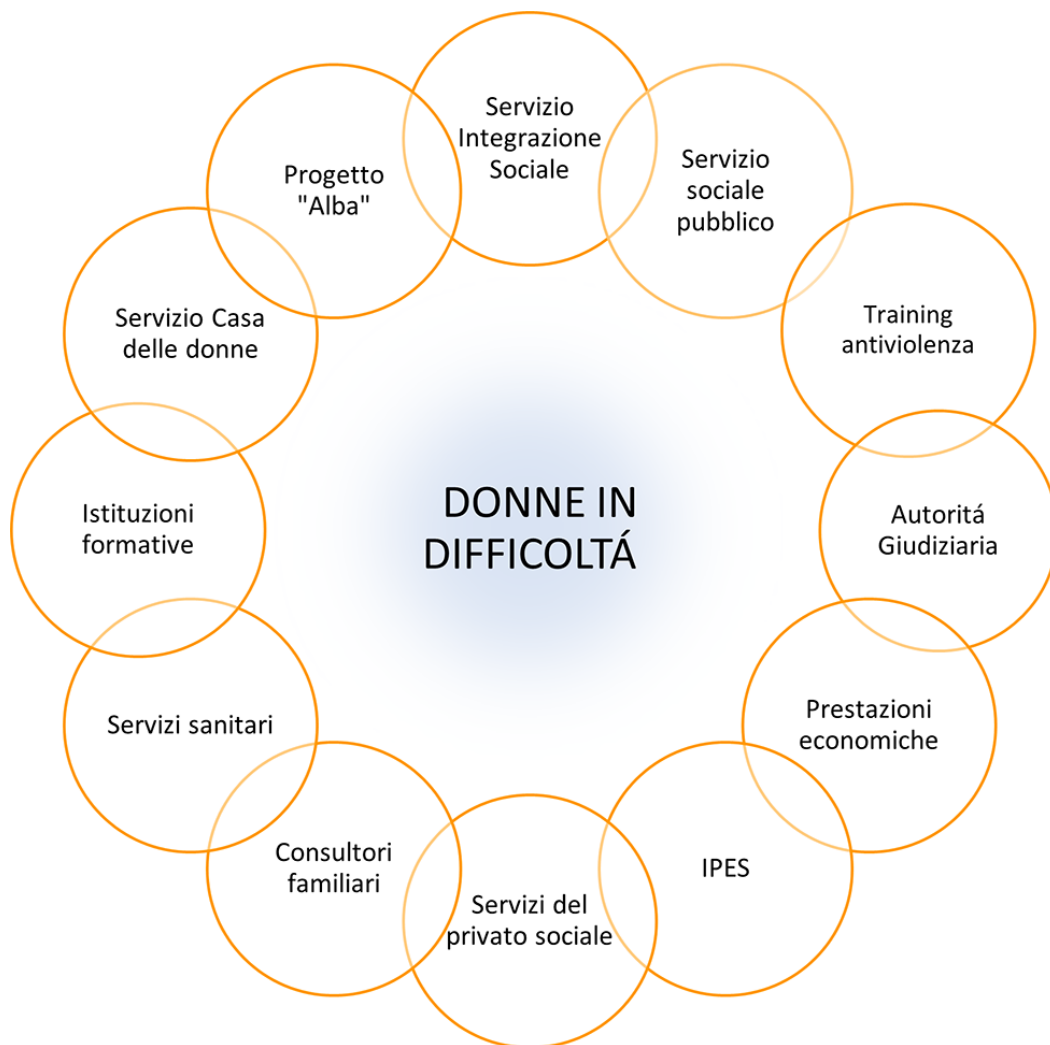 Servizio
Integrazione
Sociale
Servizio
sociale
pubblico
Training
antiviolenza
Autoritá
Giudiziaria
Prestazioni
economiche
IPES
Servizi del
privato sociale
Consultori
familiari
Servizi sanitari
Istituzioni
formative
Servizio Casa
delle donne
Progetto
"Alba"
DONNE IN
DIFFICOLTÁ